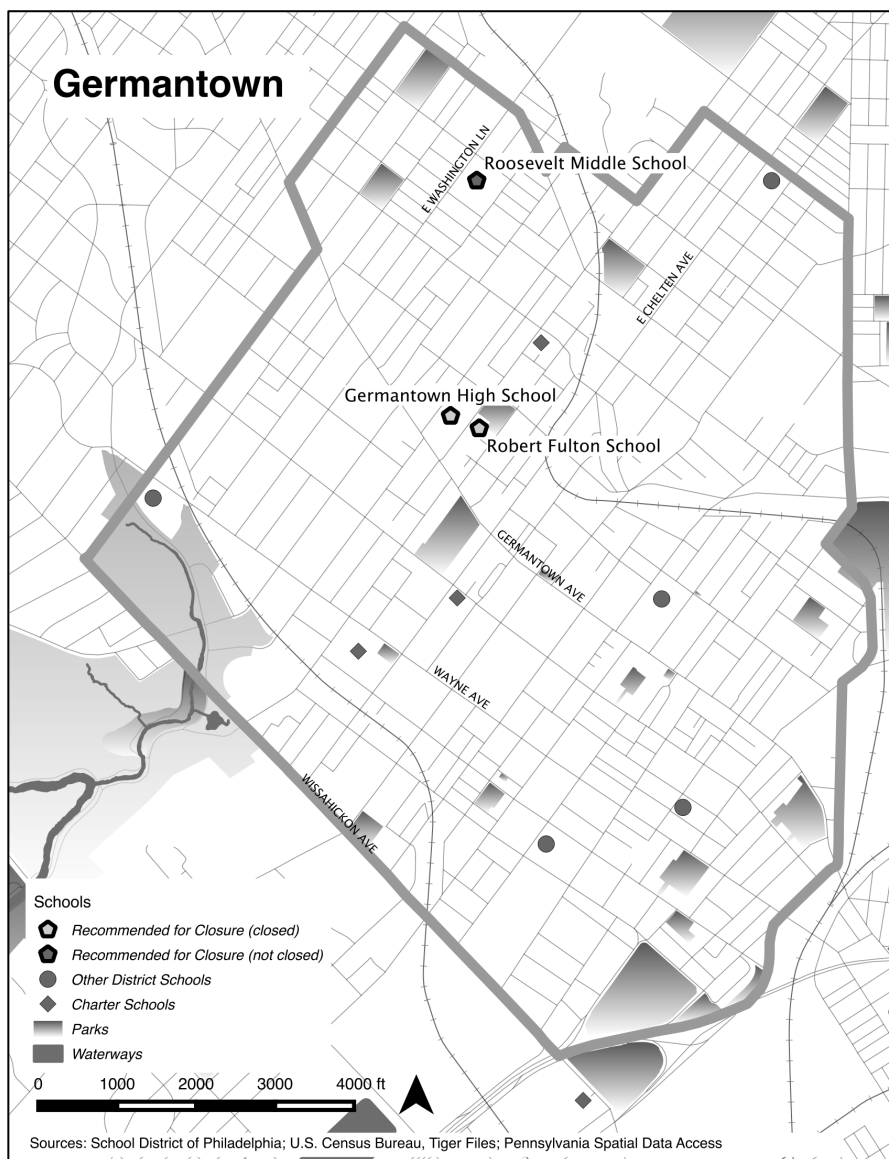 Germantown
E WASHINGTON LN
Roosevelt Middle School
E CHELTEN AVE
Germantown High School
Robert Fulton School
GERMANTOWN AVE
WAYNE AVE
WISSAHICKON AVE
Schools
Recommended for Closure (closed)
Recommended for Closure (not closed)
Other District Schools
Charter Schools
Parks
Waterways
0 1000 2000 3000 4000 ft
Sources: School District of Philadelphia; U.S. Census Bureau, Tiger Files; Pennsylvania Spatial Data Access